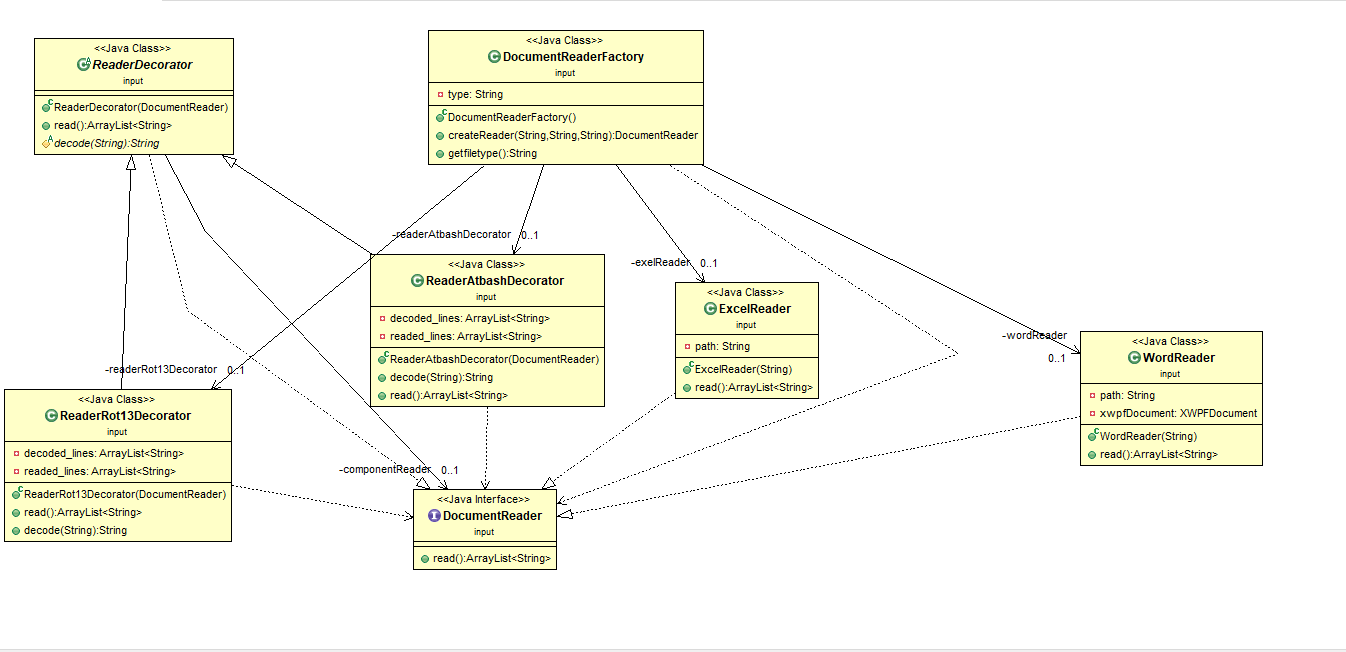 <<Java Class>>
ReaderDecorator
input
ReaderDecorator(DocumentReader)
read():ArrayList<String>
decode(String):String
<<Java Class>>
DocumentReaderFactory
input
type: String
DocumentReaderFactory()
createReader(String,String,String):DocumentReader
getfiletype():String
-readerAtbashDecorator 0..1
-exelReader 0..1
-wordReader
0..1
-readerRot13Decorator 0..1
-componentReader 0..1
<<Java Class>>
ReaderAtbashDecorator
input
decoded_lines: ArrayList<String>
readed_lines: ArrayList<String>
ReaderAtbashDecorator(DocumentReader)
decode(String):String
read():ArrayList<String>
<<Java Class>>
ExcelReader
input
path: String
ExcelReader(String)
read():ArrayList<String>
<<Java Class>>
WordReader
input
path: String
xwpfDocument: XWPFDocument
WordReader(String)
read():ArrayList<String>
<<Java Class>>
ReaderRot13Decorator
input
decoded_lines: ArrayList<String>
readed_lines: ArrayList<String>
ReaderRot13Decorator(DocumentReader)
read():ArrayList<String>
decode(String):String
<<Java Interface>>
DocumentReader
input
read():ArrayList<String>